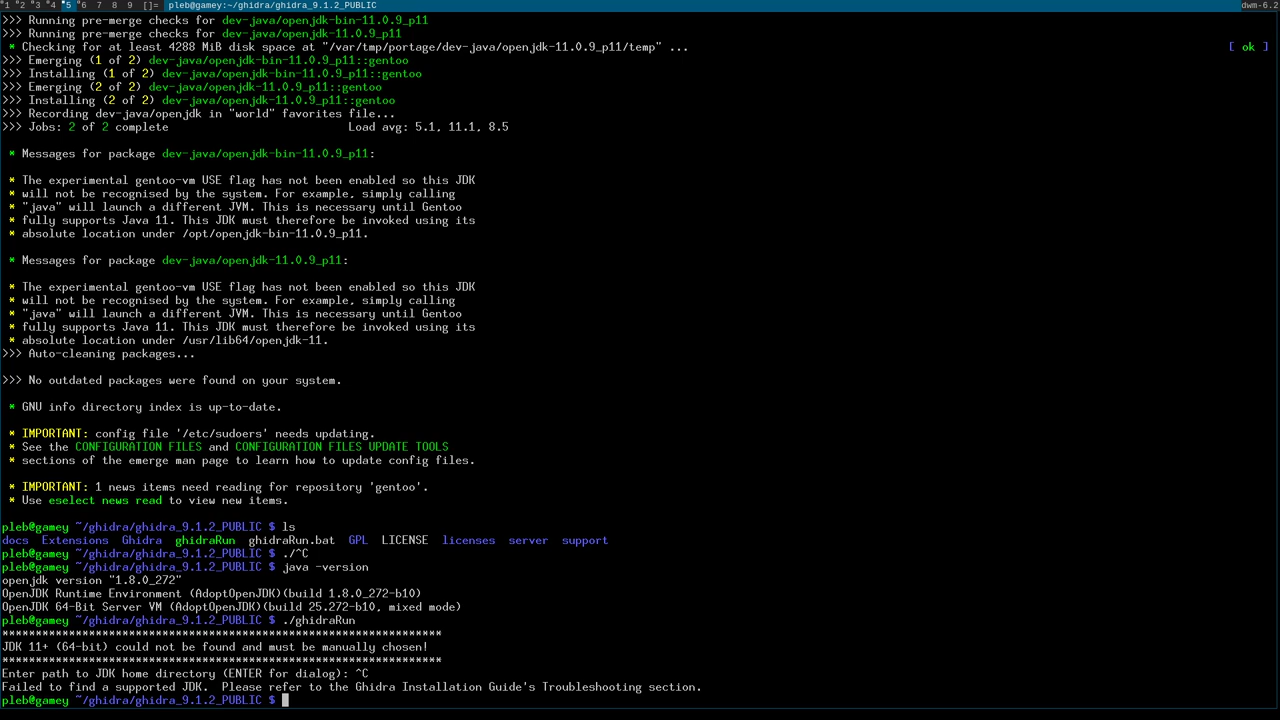 1 2 3 4 5 6 7 8 9 []= pleb@gamey:~/ghidra/ghidra_9.1.2_PUBLIC dwm-6.2
>>> Running pre-merge checks for dev-java/openjdk-bin-11.0.9_p11
>>> Running pre-merge checks for dev-java/openjdk-11.0.9_p11
* Checking for at least 4288 MiB disk space at "/var/tmp/portage/dev-java/openjdk-11.0.9_p11/temp" ... [ ok ]
>>> Emerging (1 of 2) dev-java/openjdk-bin-11.0.9_p11::gentoo
>>> Installing (1 of 2) dev-java/openjdk-bin-11.0.9_p11::gentoo
>>> Emerging (2 of 2) dev-java/openjdk-11.0.9_p11::gentoo
>>> Installing (2 of 2) dev-java/openjdk-11.0.9_p11::gentoo
>>> Recording dev-java/openjdk in "world" favorites file...
>>> Jobs: 2 of 2 complete Load avg: 5.1, 11.1, 8.5
* Messages for package dev-java/openjdk-bin-11.0.9_p11:
* The experimental gentoo-vm USE flag has not been enabled so this JDK
* will not be recognised by the system. For example, simply calling
* "java" will launch a different JVM. This is necessary until Gentoo
* fully supports Java 11. This JDK must therefore be invoked using its
* absolute location under /opt/openjdk-bin-11.0.9_p11.
* Messages for package dev-java/openjdk-11.0.9_p11:
* The experimental gentoo-vm USE flag has not been enabled so this JDK
* will not be recognised by the system. For example, simply calling
* "java" will launch a different JVM. This is necessary until Gentoo
* fully supports Java 11. This JDK must therefore be invoked using its
* absolute location under /usr/lib64/openjdk-11.
>>> Auto-cleaning packages...
>>> No outdated packages were found on your system.
* GNU info directory index is up-to-date.
* IMPORTANT: config file '/etc/sudoers' needs updating.
* See the CONFIGURATION FILES and CONFIGURATION FILES UPDATE TOOLS
* sections of the emerge man page to learn how to update config files.
* IMPORTANT: 1 news items need reading for repository 'gentoo'.
* Use eselect news read to view new items.
pleb@gamey ~/ghidra/ghidra_9.1.2_PUBLIC $ ls
docs Extensions Ghidra ghidraRun ghidraRun.bat GPL LICENSE licenses server support
pleb@gamey ~/ghidra/ghidra_9.1.2_PUBLIC $ ./^C
pleb@gamey ~/ghidra/ghidra_9.1.2_PUBLIC $ java -version
openjdk version "1.8.0_272"
OpenJDK Runtime Environment (AdoptOpenJDK)(build 1.8.0_272-b10)
OpenJDK 64-Bit Server VM (AdoptOpenJDK)(build 25.272-b10, mixed mode)
pleb@gamey ~/ghidra/ghidra_9.1.2_PUBLIC $ ./ghidraRun
******************************************************************
JDK 11+ (64-bit) could not be found and must be manually chosen!
******************************************************************
Enter path to JDK home directory (ENTER for dialog): ^C
Failed to find a supported JDK.  Please refer to the Ghidra Installation Guide's Troubleshooting section.
pleb@gamey ~/ghidra/ghidra_9.1.2_PUBLIC $